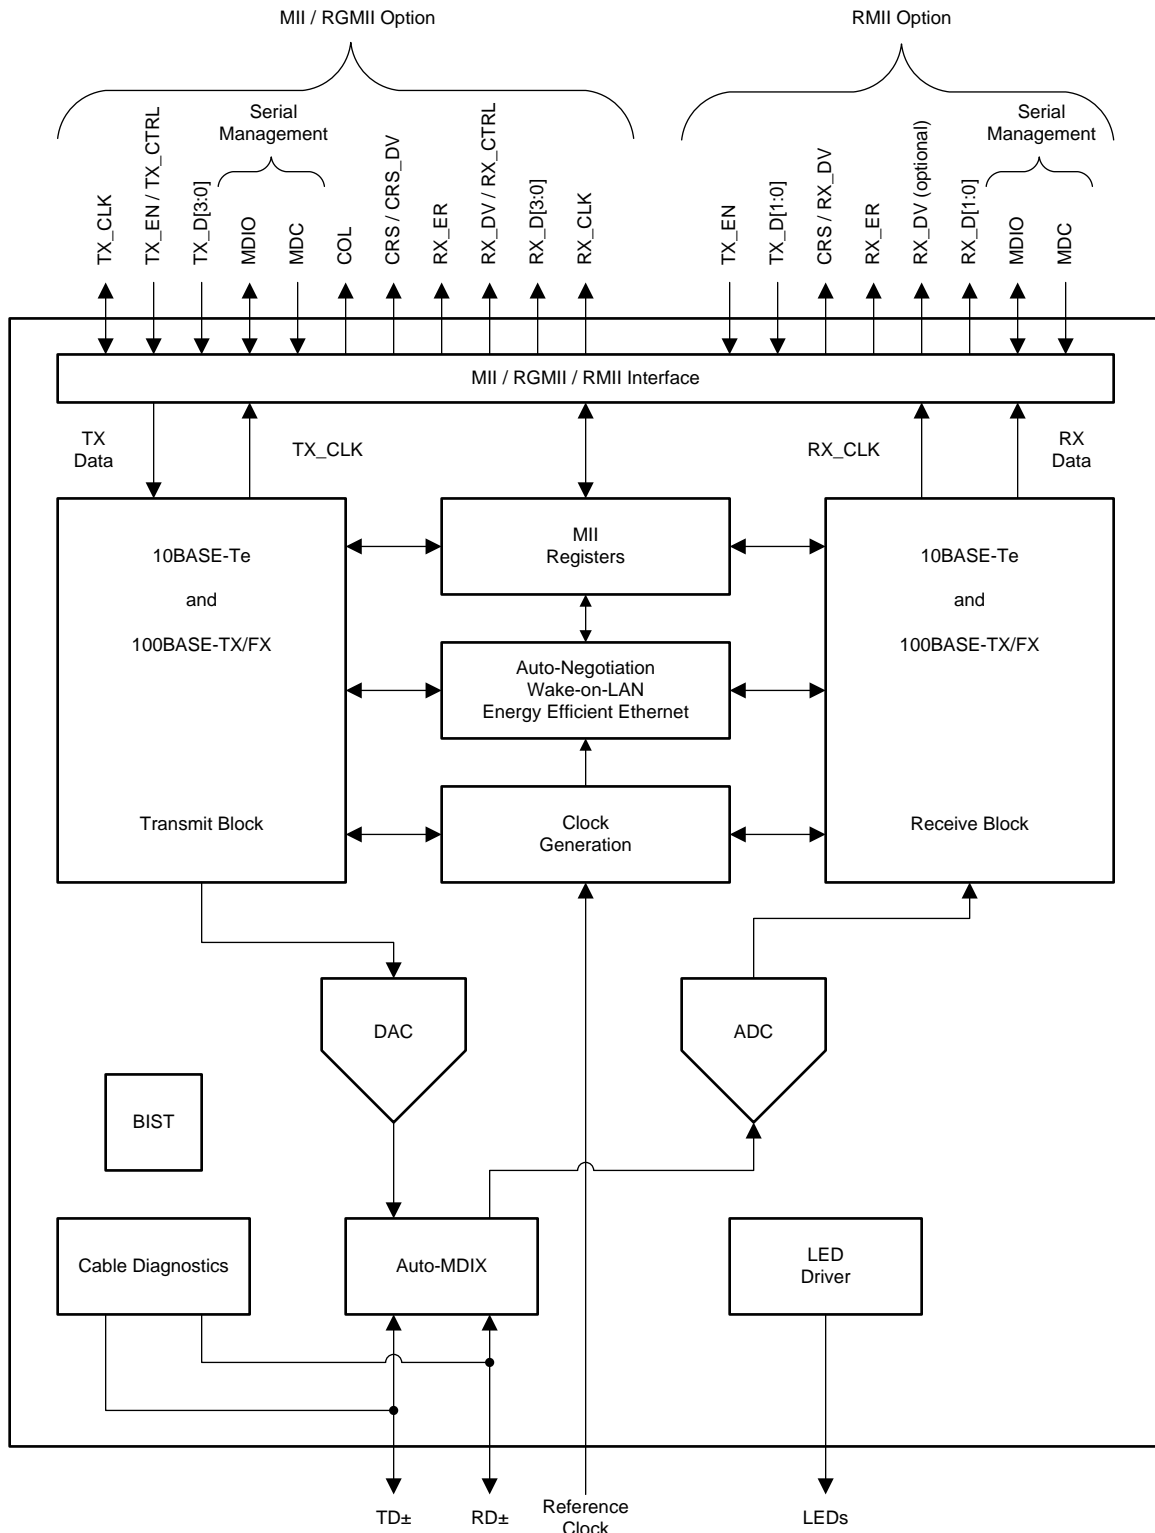 MII / RGMII Option
RMII Option
Serial
Management
Serial
Management
TX_CLK
TX_EN / TX_CTRL
TX_D[3:0]
MDIO
MDC
COL
CRS / CRS_DV
RX_ER
RX_DV / RX_CTRL
RX_D[3:0]
RX_CLK
TX_EN
TX_D[1:0]
CRS / RX_DV
RX_ER
RX_DV (optional)
RX_D[1:0]
MDIO
MDC
MII / RGMII / RMII Interface
TX
Data
TX_CLK
RX_CLK
RX
Data
10BASE-Te
and
100BASE-TX/FX
Transmit Block
MII
Registers
Auto-Negotiation
Wake-on-LAN
Energy Efficient Ethernet
Clock
Generation
10BASE-Te
and
100BASE-TX/FX
Receive Block
DAC
ADC
BIST
Cable Diagnostics
Auto-MDIX
LED
Driver
TD±
RD±
Reference
Clock
LEDs